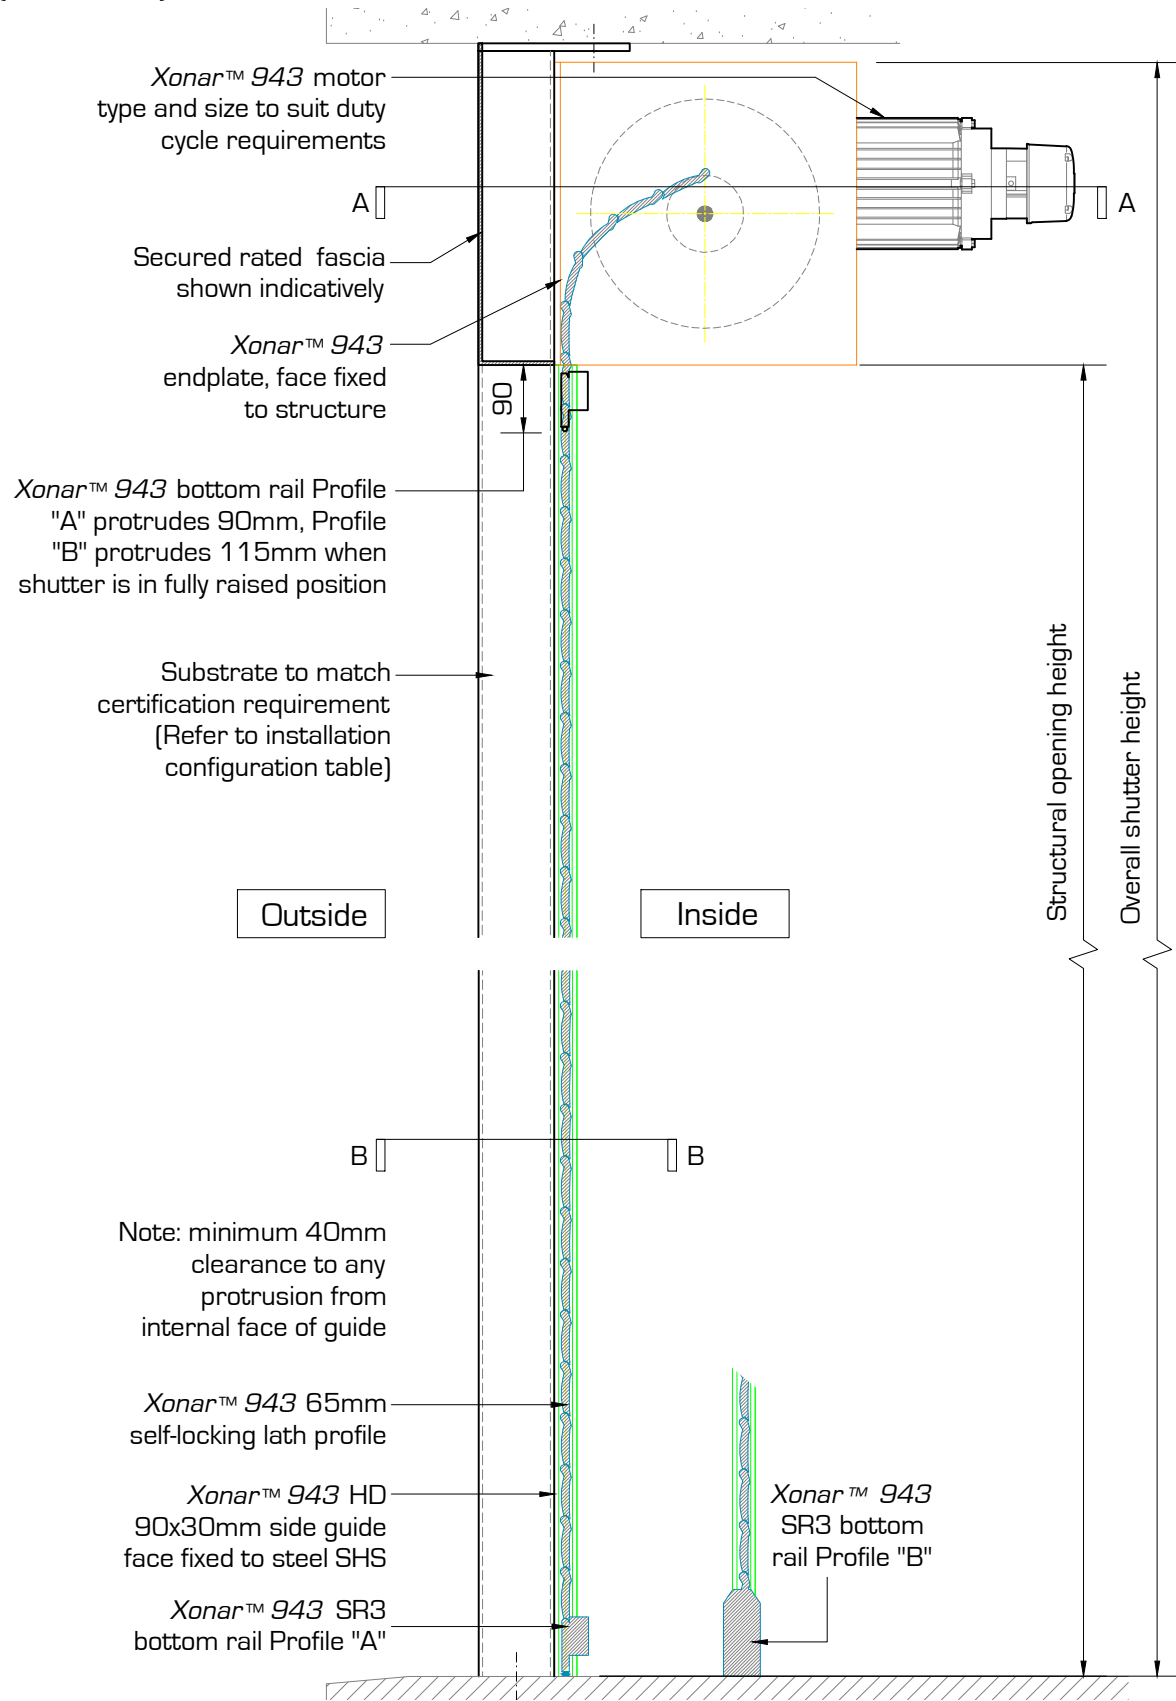 Xonar™ 943 motor
type and size to suit duty
cycle requirements
A
A
Secured rated fascia
shown indicatively
Xonar™ 943
endplate, face fixed
to structure
90
Xonar™ 943 bottom rail Profile
"A" protrudes 90mm, Profile
"B" protrudes 115mm when
shutter is in fully raised position
Substrate to match
certification requirement
(Refer to installation
configuration table)
Structural opening height
Overall shutter height
Outside
Inside
B
B
Note: minimum 40mm
clearance to any
protrusion from
internal face of guide
Xonar™ 943 65mm
self-locking lath profile
Xonar™ 943 HD
90x30mm side guide
face fixed to steel SHS
Xonar™ 943 SR3
bottom rail Profile "A"
Xonar™ 943
SR3 bottom
rail Profile "B"